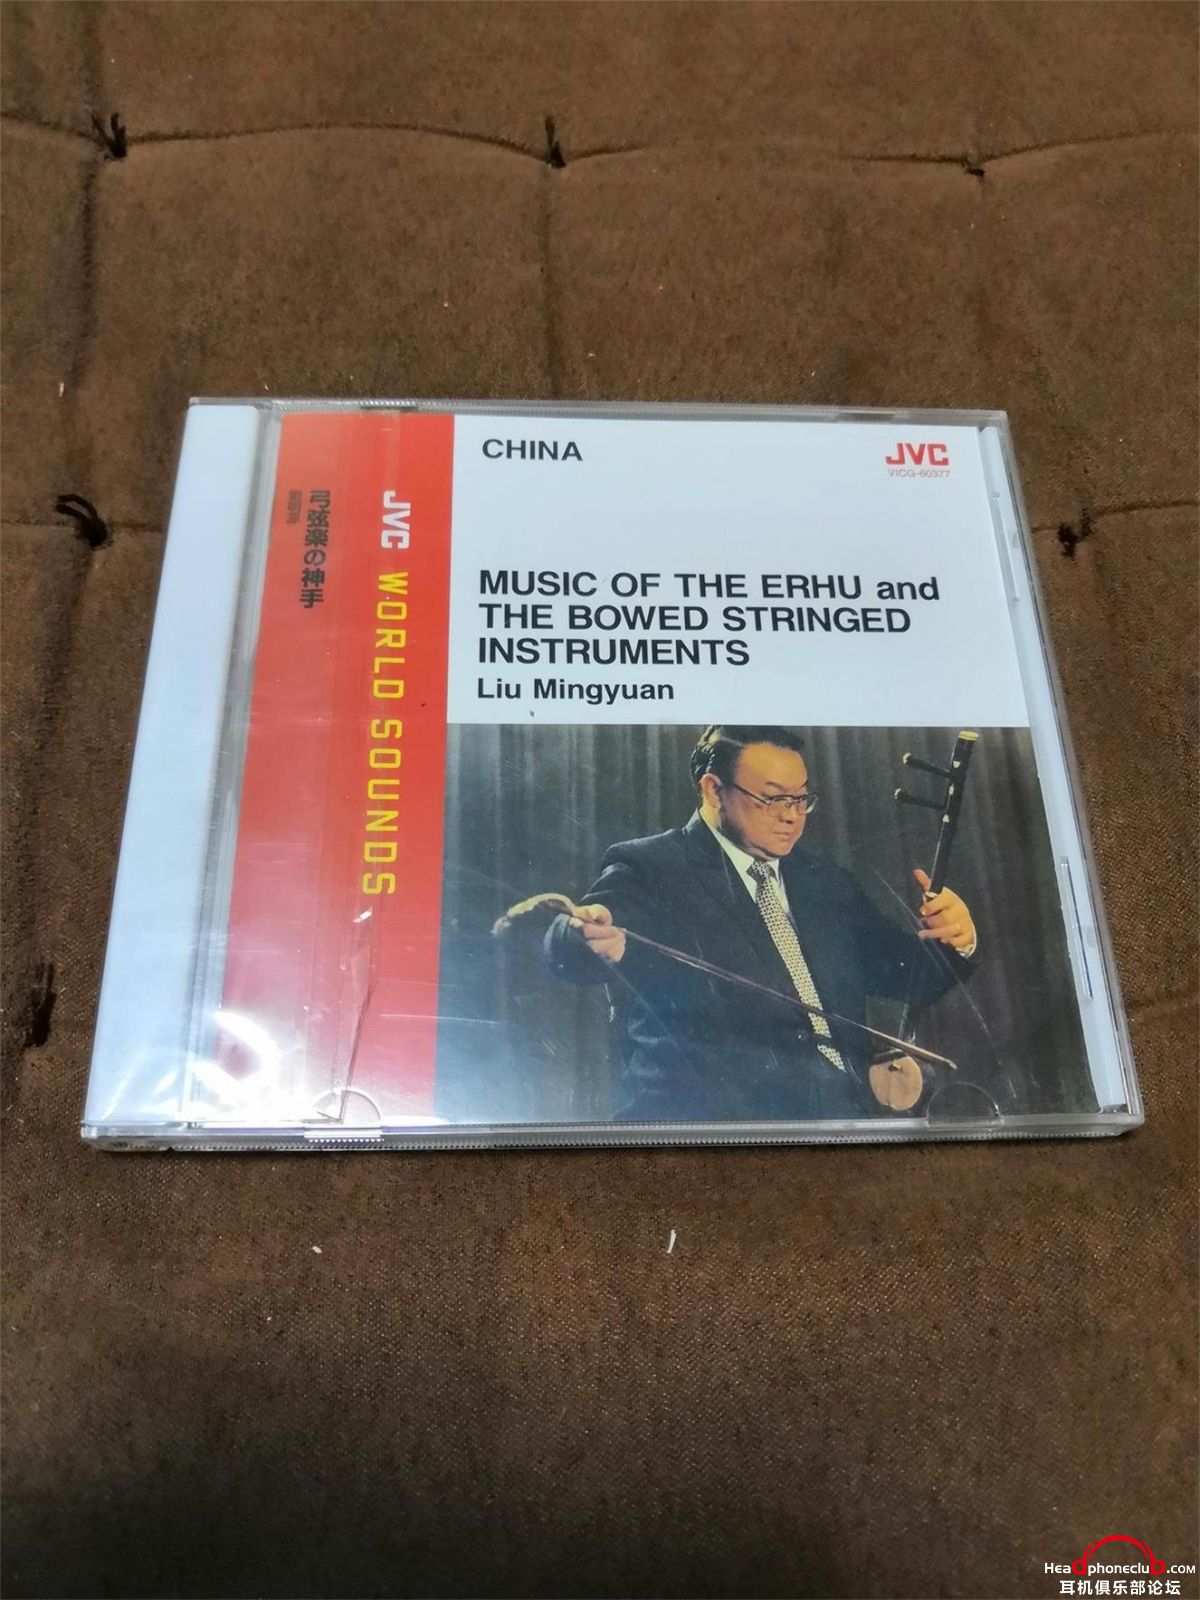 CHINA
JVC
VICG-60377
MUSIC OF THE ERHU and
THE BOWED STRINGED
INSTRUMENTS
Liu Mingyuan
JVC WORLD SOUNDS
弓弦楽の神手
Headphoneclub.com
耳机俱乐部论坛